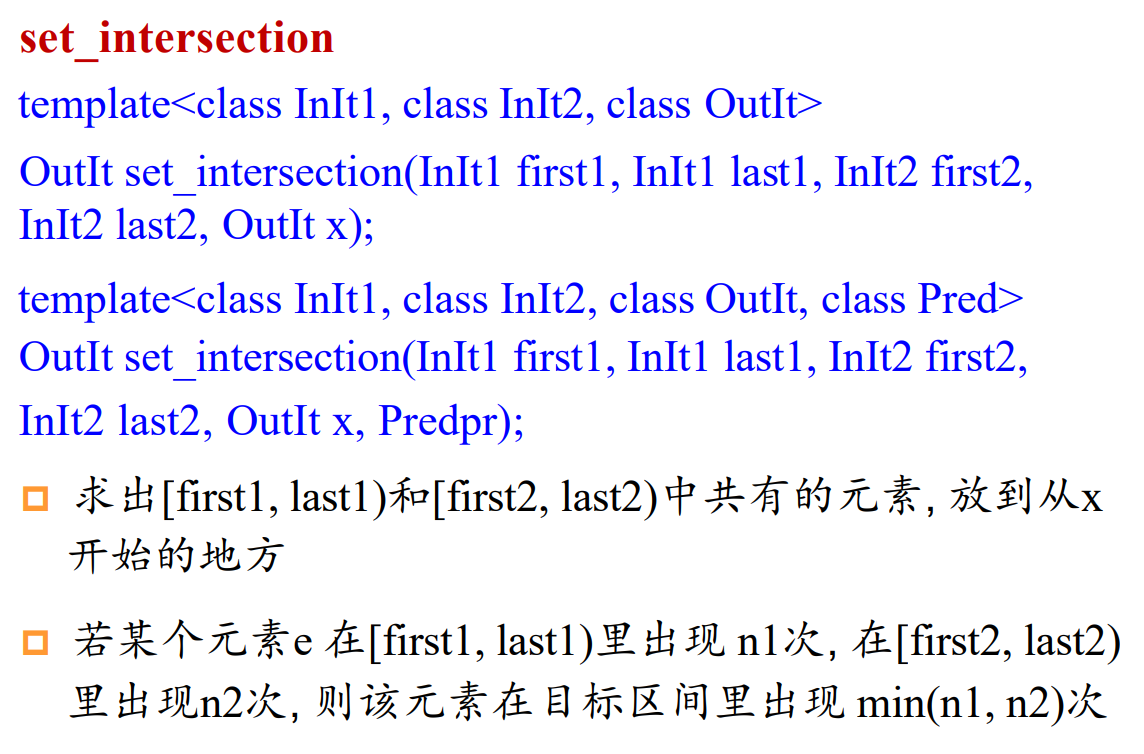 set_intersection
template<class InIt1, class InIt2, class OutIt>
OutIt set_intersection(InIt1 first1, InIt1 last1, InIt2 first2,
InIt2 last2, OutIt x);
template<class InIt1, class InIt2, class OutIt, class Pred>
OutIt set_intersection(InIt1 first1, InIt1 last1, InIt2 first2,
InIt2 last2, OutIt x, Predpr);
求出[first1, last1)和[first2, last2)中共有的元素, 放到从x
开始的地方
若某个元素e 在[first1, last1)里出现 n1次, 在[first2, last2)
里出现n2次, 则该元素在目标区间里出现 min(n1, n2)次